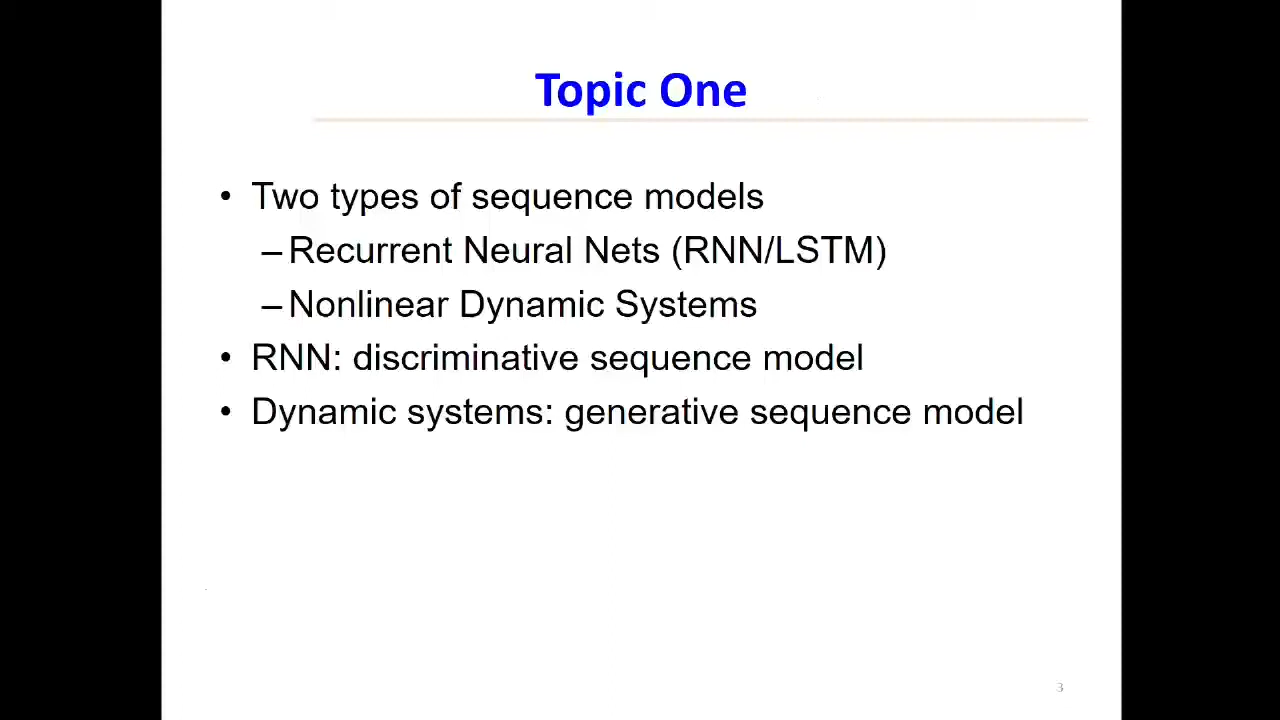 Topic One
• Two types of sequence models
– Recurrent Neural Nets (RNN/LSTM)
– Nonlinear Dynamic Systems
• RNN: discriminative sequence model
• Dynamic systems: generative sequence model
3